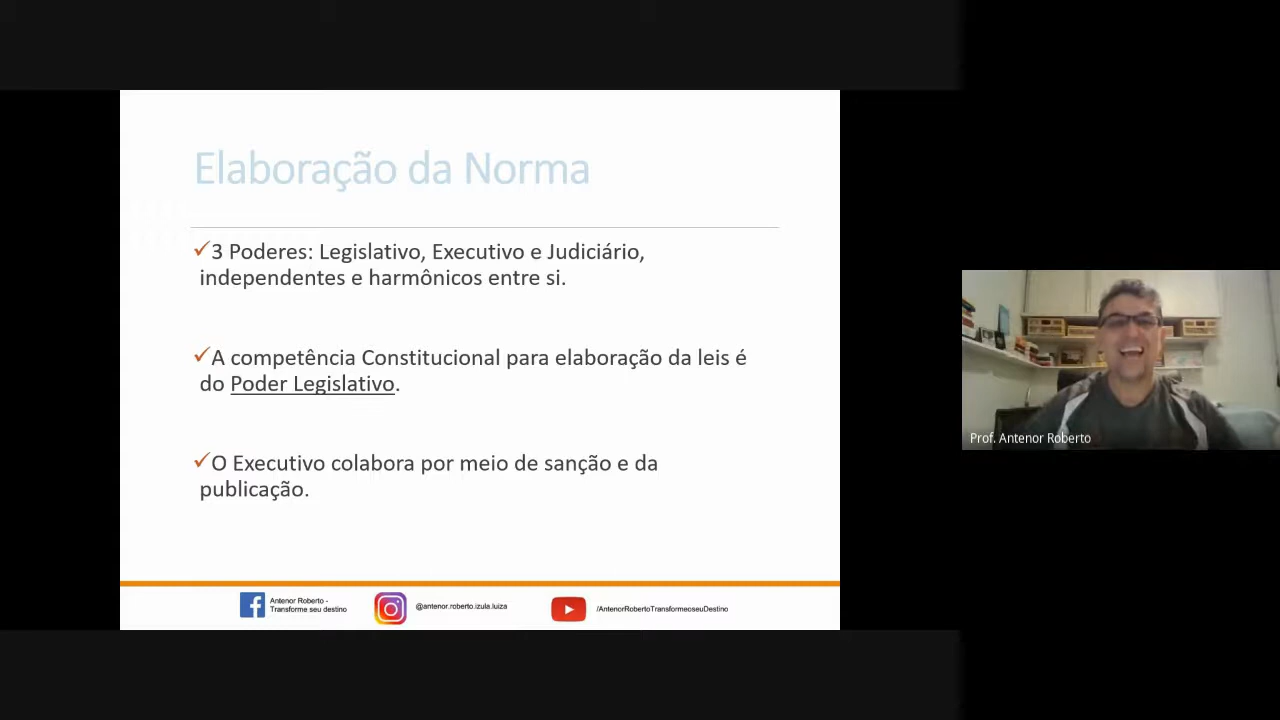 Elaboração da Norma
✓3 Poderes: Legislativo, Executivo e Judiciário,
independentes e harmônicos entre si.
✓A competência Constitucional para elaboração da leis é
do Poder Legislativo.
✓O Executivo colabora por meio de sanção e da
publicação.
Antenor Roberto -
Transforme seu destino
@antenor.roberto.izula.luiza
/AntenorRobertoTransformeoseuDestino
Prof. Antenor Roberto